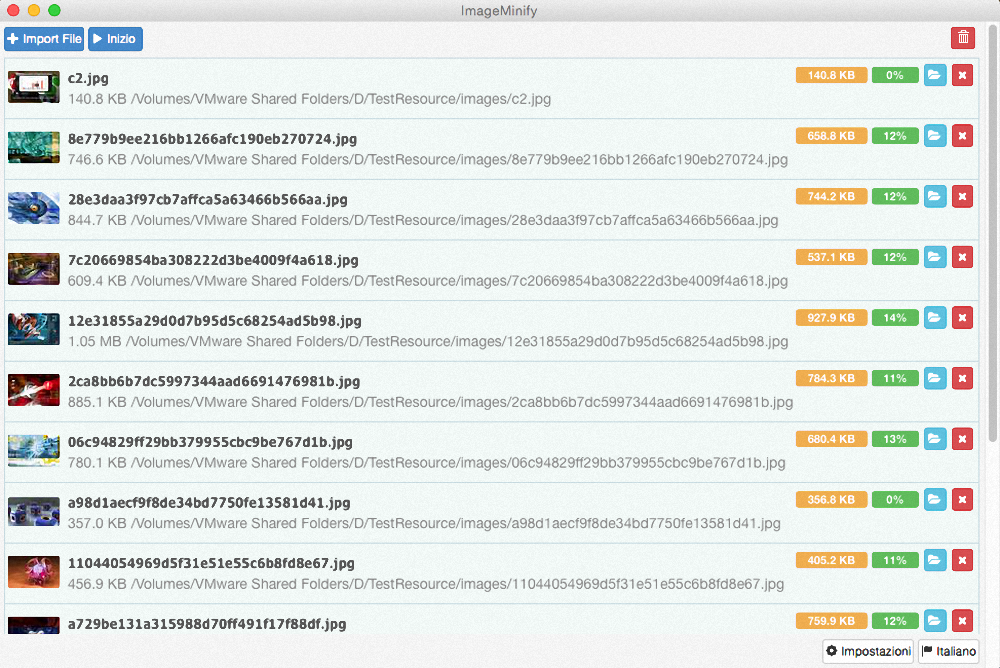 ImageMinify
Import File Inizio
c2.jpg 140.8 KB 0%
140.8 KB /Volumes/VMware Shared Folders/D/TestResource/images/c2.jpg
8e779b9ee216bb1266afc190eb270724.jpg 658.8 KB 12%
746.6 KB /Volumes/VMware Shared Folders/D/TestResource/images/8e779b9ee216bb1266afc190eb270724.jpg
28e3daa3f97cb7affca5a63466b566aa.jpg 744.2 KB 12%
844.7 KB /Volumes/VMware Shared Folders/D/TestResource/images/28e3daa3f97cb7affca5a63466b566aa.jpg
7c20669854ba308222d3be4009f4a618.jpg 537.1 KB 12%
609.4 KB /Volumes/VMware Shared Folders/D/TestResource/images/7c20669854ba308222d3be4009f4a618.jpg
12e31855a29d0d7b95d5c68254ad5b98.jpg 927.9 KB 14%
1.05 MB /Volumes/VMware Shared Folders/D/TestResource/images/12e31855a29d0d7b95d5c68254ad5b98.jpg
2ca8bb6b7dc5997344aad6691476981b.jpg 784.3 KB 11%
885.1 KB /Volumes/VMware Shared Folders/D/TestResource/images/2ca8bb6b7dc5997344aad6691476981b.jpg
06c94829ff29bb379955cbc9be767d1b.jpg 680.4 KB 13%
780.1 KB /Volumes/VMware Shared Folders/D/TestResource/images/06c94829ff29bb379955cbc9be767d1b.jpg
a98d1aecf9f8de34bd7750fe13581d41.jpg 356.8 KB 0%
357.0 KB /Volumes/VMware Shared Folders/D/TestResource/images/a98d1aecf9f8de34bd7750fe13581d41.jpg
11044054969d5f31e51e55c6b8fd8e67.jpg 405.2 KB 11%
456.9 KB /Volumes/VMware Shared Folders/D/TestResource/images/11044054969d5f31e51e55c6b8fd8e67.jpg
a729be131a315988d70ff491f17f88df.jpg 759.9 KB 12%
Impostazioni Italiano